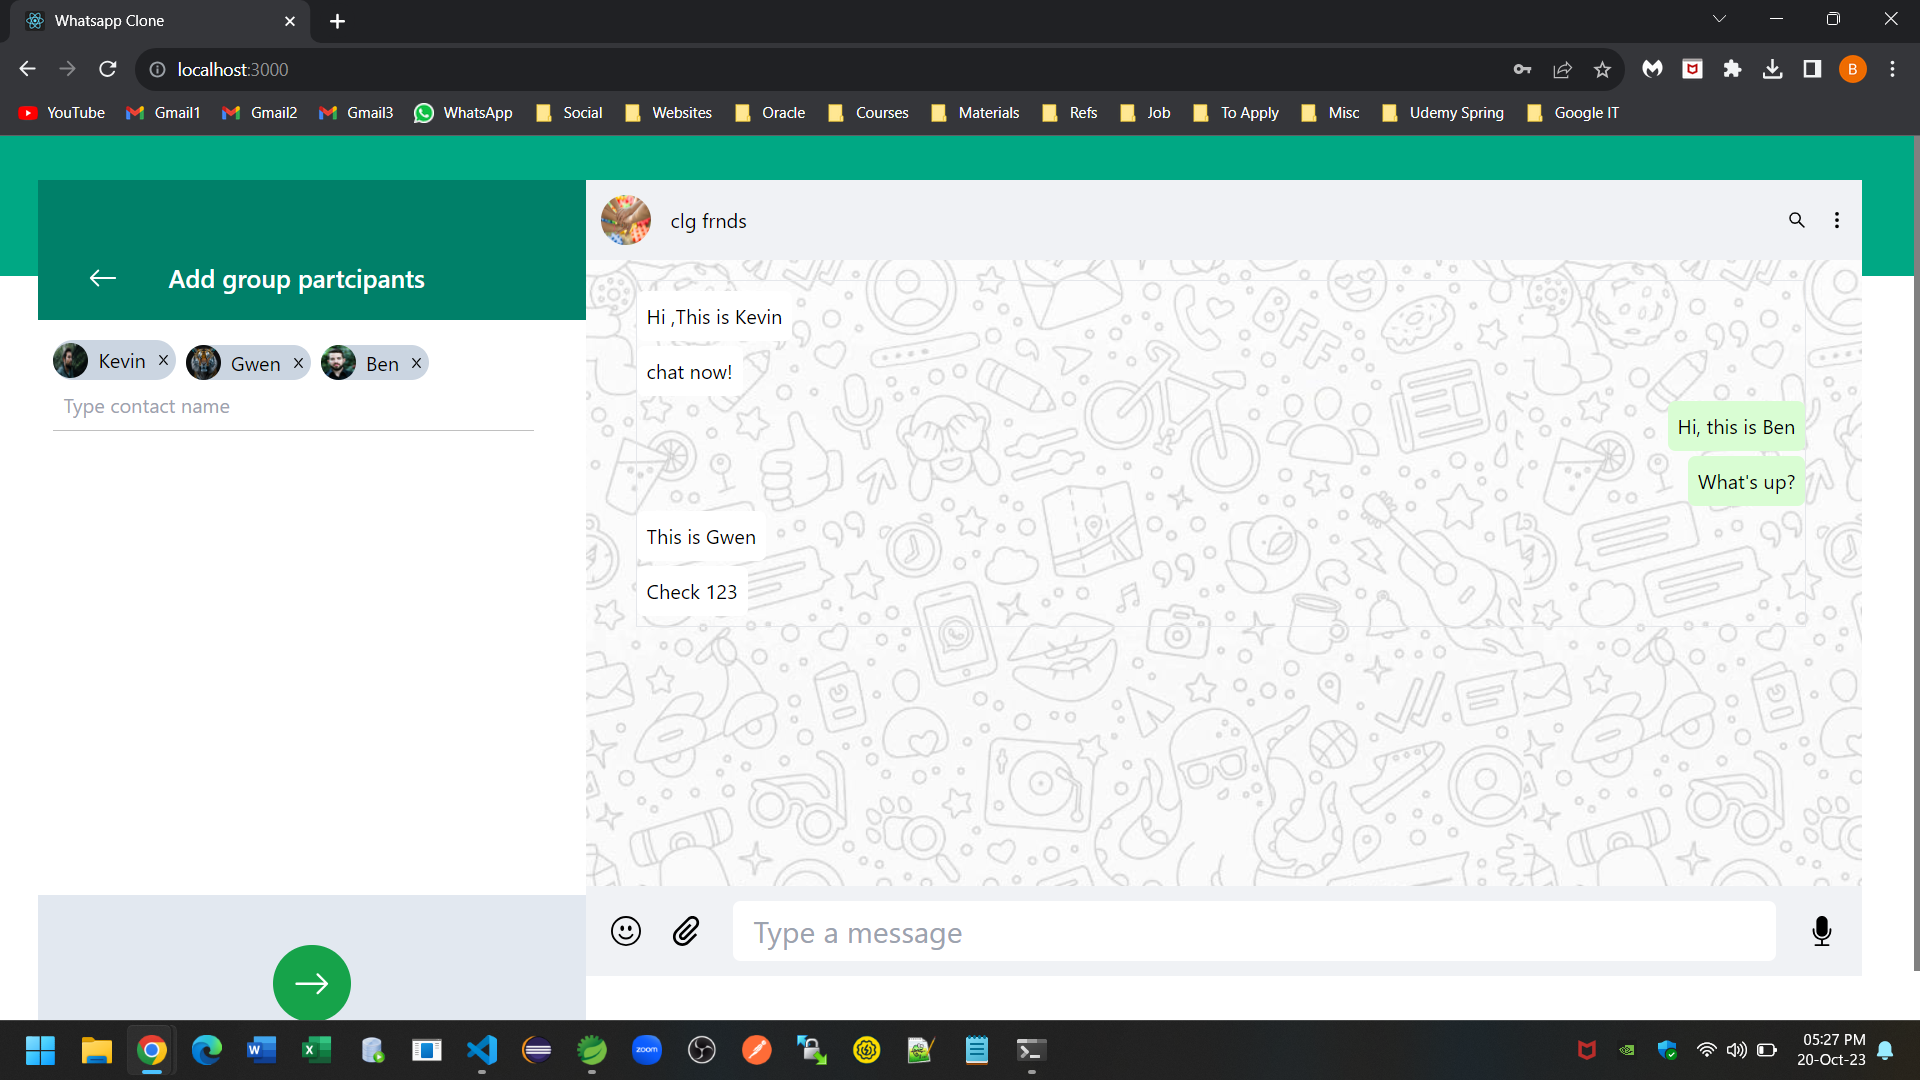 Whatsapp Clone
localhost:3000
YouTube Gmail1 Gmail2 Gmail3 WhatsApp Social Websites Oracle Courses Materials Refs Job To Apply Misc Udemy Spring Google IT
B
clg frnds
Add group partcipants
Kevin × Gwen × Ben ×
Type contact name
Hi ,This is Kevin
chat now!
Hi, this is Ben
What's up?
This is Gwen
Check 123
BFF
Type a message
zoom
05:27 PM
20-Oct-23